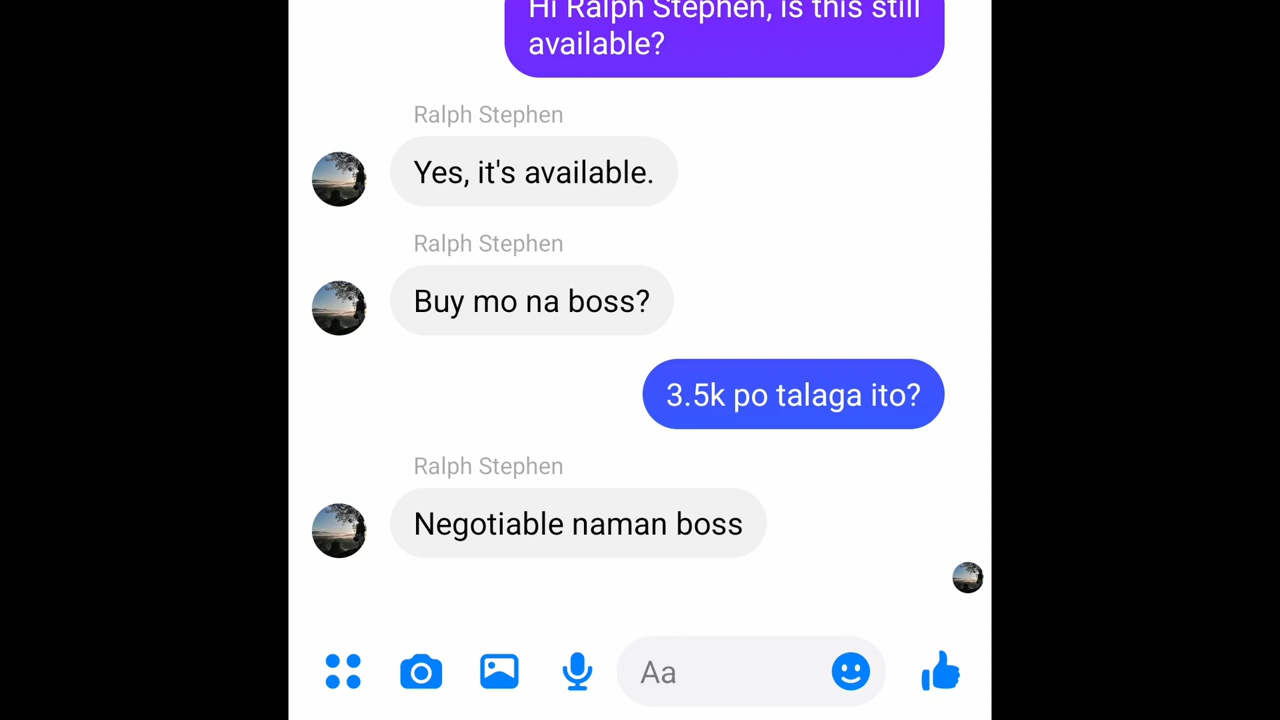 Hi Ralph Stephen, is this still
available?
Ralph Stephen
Yes, it's available.
Ralph Stephen
Buy mo na boss?
3.5k po talaga ito?
Ralph Stephen
Negotiable naman boss
Aa